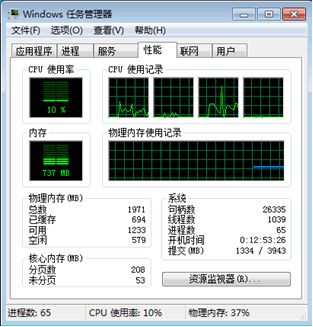 Windows 任务管理器
文件(F) 选项(O) 查看(V) 帮助(H)
应用程序 进程 服务 性能 联网 用户
CPU 使用率 CPU 使用记录
10 %
内存 物理内存使用记录
737 MB
物理内存(MB) 系统
总数 1971 句柄数 26335
已缓存 694 线程数 1039
可用 1233 进程数 65
空闲 579 开机时间 0:12:53:26
提交(MB) 1334 / 3943
核心内存(MB)
分页数 208
未分页 53 资源监视器(R)...
进程数: 65 CPU 使用率: 10% 物理内存: 37%